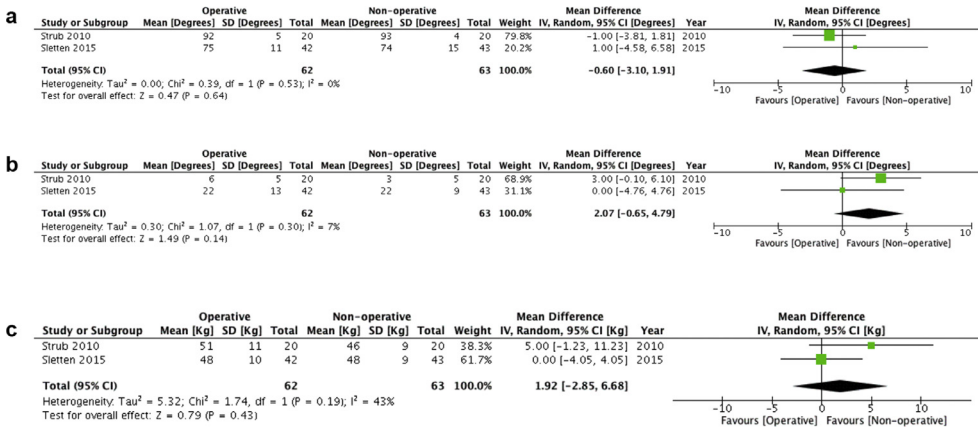 a
Operative Non-operative Mean Difference Mean Difference
Study or Subgroup Mean [Degrees] SD [Degrees] Total Mean [Degrees] SD [Degrees] Total Weight IV, Random, 95% CI [Degrees] Year IV, Random, 95% CI [Degrees]
Strub 2010 92 5 20 93 4 20 79.8% -1.00 [-3.81, 1.81] 2010
Sletten 2015 75 11 42 74 15 43 20.2% 1.00 [-4.58, 6.58] 2015
Total (95% CI) 62 63 100.0% -0.60 [-3.10, 1.91]
Heterogeneity: Tau² = 0.00; Chi² = 0.39, df = 1 (P = 0.53); I² = 0%
Test for overall effect: Z = 0.47 (P = 0.64)
-10 -5 0 5 10
Favours [Operative] Favours [Non-operative]
b
Operative Non-operative Mean Difference Mean Difference
Study or Subgroup Mean [Degrees] SD [Degrees] Total Mean [Degrees] SD [Degrees] Total Weight IV, Random, 95% CI [Degrees] Year IV, Random, 95% CI [Degrees]
Strub 2010 6 5 20 3 5 20 68.9% 3.00 [-0.10, 6.10] 2010
Sletten 2015 22 13 42 22 9 43 31.1% 0.00 [-4.76, 4.76] 2015
Total (95% CI) 62 63 100.0% 2.07 [-0.65, 4.79]
Heterogeneity: Tau² = 0.30; Chi² = 1.07, df = 1 (P = 0.30); I² = 7%
Test for overall effect: Z = 1.49 (P = 0.14)
-10 -5 0 5 10
Favours [Operative] Favours [Non-operative]
c
Operative Non-operative Mean Difference Mean Difference
Study or Subgroup Mean [Kg] SD [Kg] Total Mean [Kg] SD [Kg] Total Weight IV, Random, 95% CI [Kg] Year IV, Random, 95% CI [Kg]
Strub 2010 51 11 20 46 9 20 38.3% 5.00 [-1.23, 11.23] 2010
Sletten 2015 48 10 42 48 9 43 61.7% 0.00 [-4.05, 4.05] 2015
Total (95% CI) 62 63 100.0% 1.92 [-2.85, 6.68]
Heterogeneity: Tau² = 5.32; Chi² = 1.74, df = 1 (P = 0.19); I² = 43%
Test for overall effect: Z = 0.79 (P = 0.43)
-10 -5 0 5 10
Favours [Operative] Favours [Non-operative]